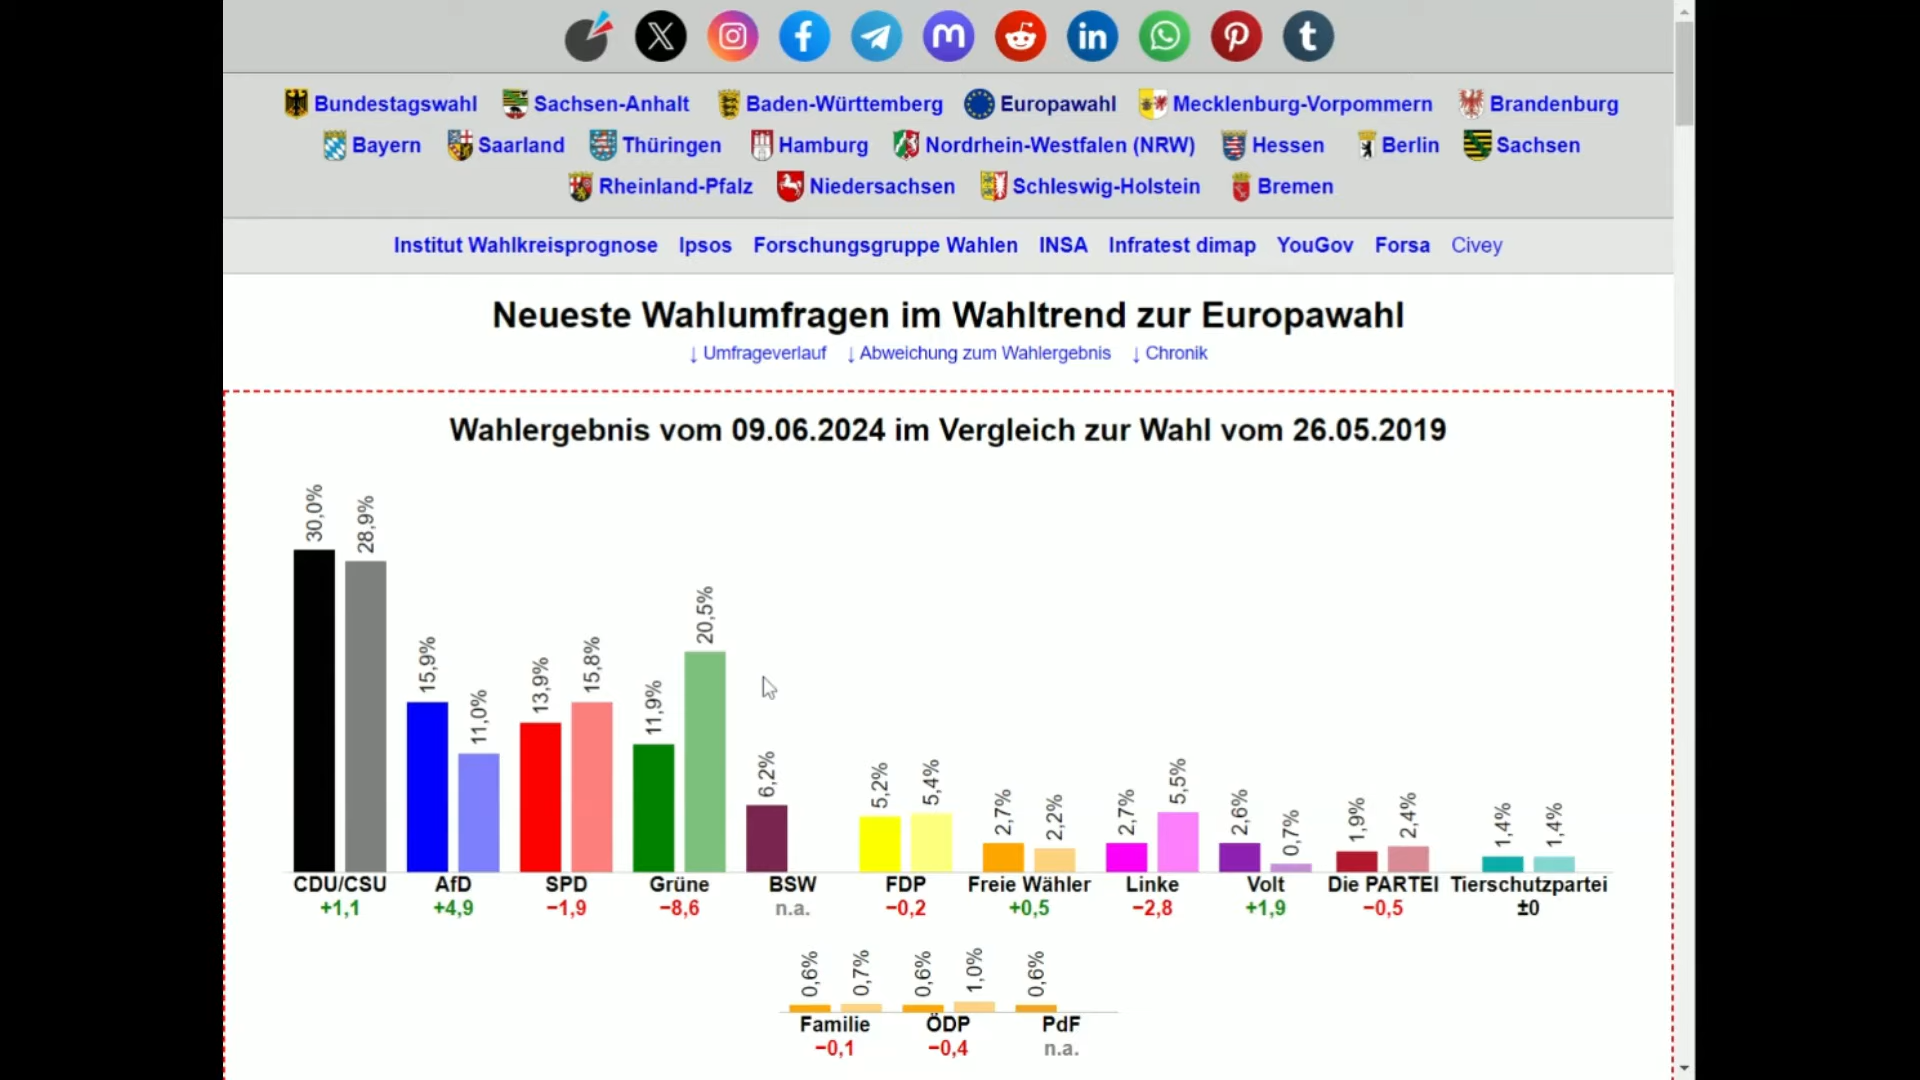 Bundestagswahl Sachsen-Anhalt Baden-Württemberg Europawahl Mecklenburg-Vorpommern Brandenburg
Bayern Saarland Thüringen Hamburg Nordrhein-Westfalen (NRW) Hessen Berlin Sachsen
Rheinland-Pfalz Niedersachsen Schleswig-Holstein Bremen
Institut Wahlkreisprognose Ipsos Forschungsgruppe Wahlen INSA Infratest dimap YouGov Forsa Civey
Neueste Wahlumfragen im Wahltrend zur Europawahl
↓ Umfrageverlauf ↓ Abweichung zum Wahlergebnis ↓ Chronik
Wahlergebnis vom 09.06.2024 im Vergleich zur Wahl vom 26.05.2019
30,0% 28,9% 15,9% 11,0% 13,9% 15,8% 11,9% 20,5% 6,2% 5,2% 5,4% 2,7% 2,2% 2,7% 5,5% 2,6% 0,7% 1,9% 2,4% 1,4% 1,4%
CDU/CSU AfD SPD Grüne BSW FDP Freie Wähler Linke Volt Die PARTEI Tierschutzpartei
+1,1 +4,9 −1,9 −8,6 n.a. −0,2 +0,5 −2,8 +1,9 −0,5 ±0
0,6% 0,7% 0,6% 1,0% 0,6%
Familie ÖDP PdF
−0,1 −0,4 n.a.